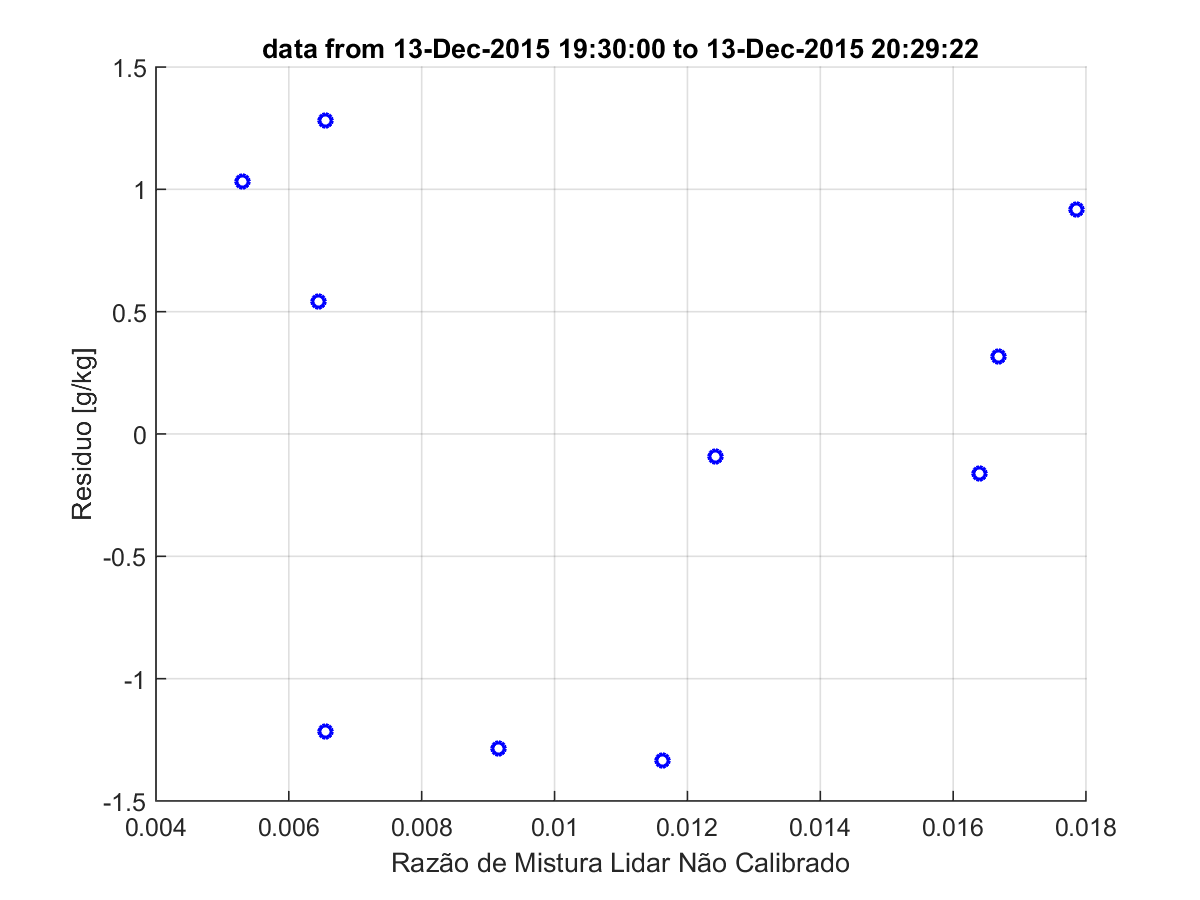 data from 13-Dec-2015 19:30:00 to 13-Dec-2015 20:29:22
1.5
1
0.5
0
-0.5
-1
-1.5
Residuo [g/kg]
0.004 0.006 0.008 0.01 0.012 0.014 0.016 0.018
Razão de Mistura Lidar Não Calibrado